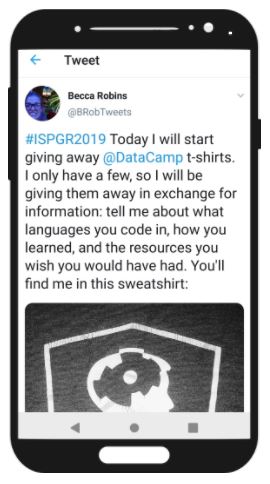 Tweet
Becca Robins
@BRobTweets
#ISPGR2019 Today I will start
giving away @DataCamp t-shirts.
I only have a few, so I will be
giving them away in exchange for
information: tell me about what
languages you code in, how you
learned, and the resources you
wish you would have had. You'll
find me in this sweatshirt: